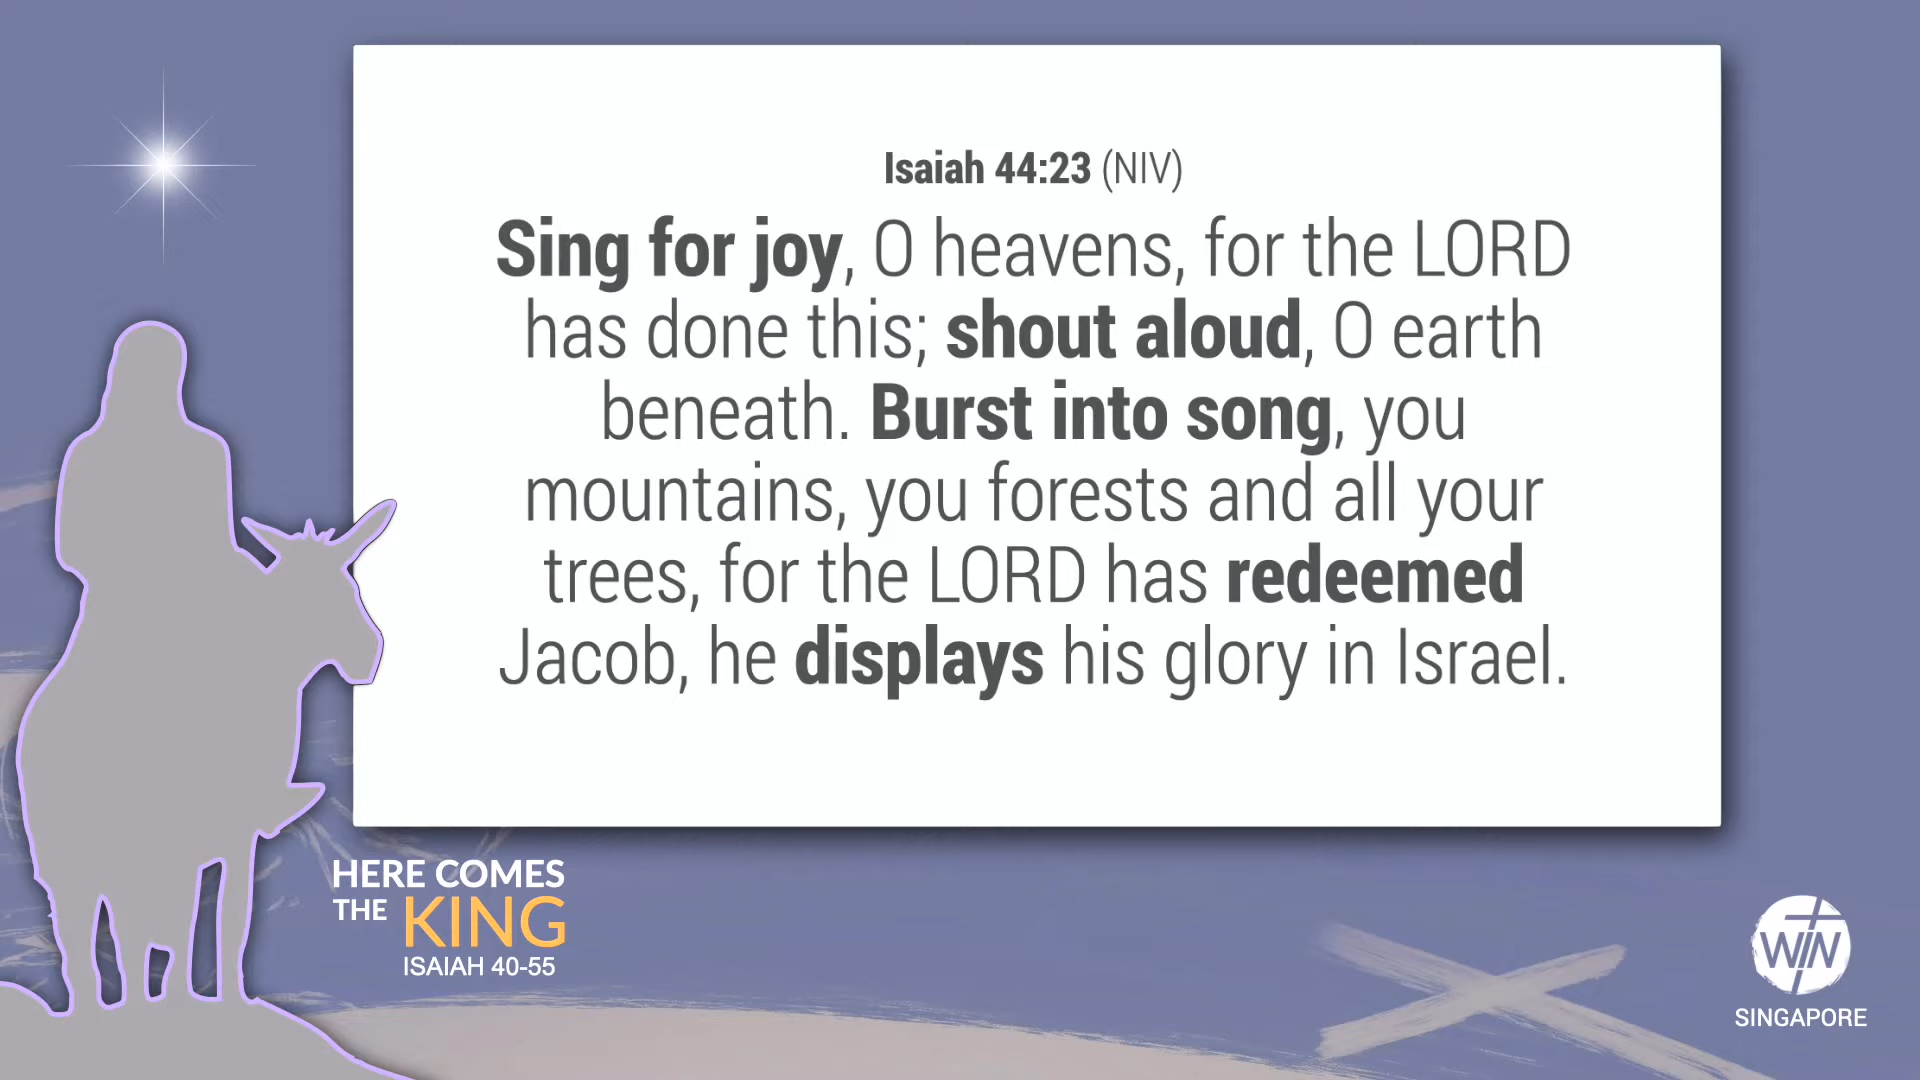 Isaiah 44:23 (NIV)
Sing for joy, O heavens, for the LORD
has done this; shout aloud, O earth
beneath. Burst into song, you
mountains, you forests and all your
trees, for the LORD has redeemed
Jacob, he displays his glory in Israel.
HERE COMES
THE KING
ISAIAH 40-55
WIN
SINGAPORE